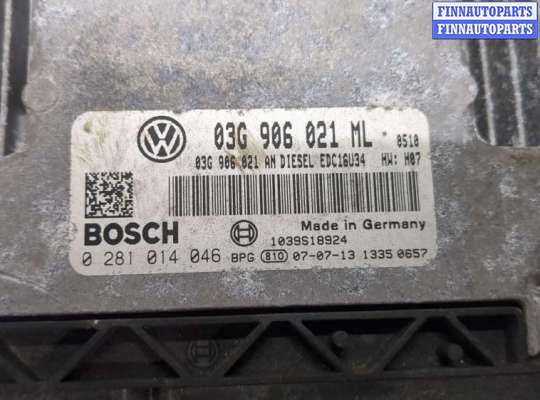 FINNAUTOPARTS
FINNAUTOPARTS
03G 906 021 ML 0510
03G 906 021 AN DIESEL EDC16U34 HW: H07
BOSCH
Made in Germany
1039S18924
0 281 014 046 BPG 810 07-07-13 1335 0657